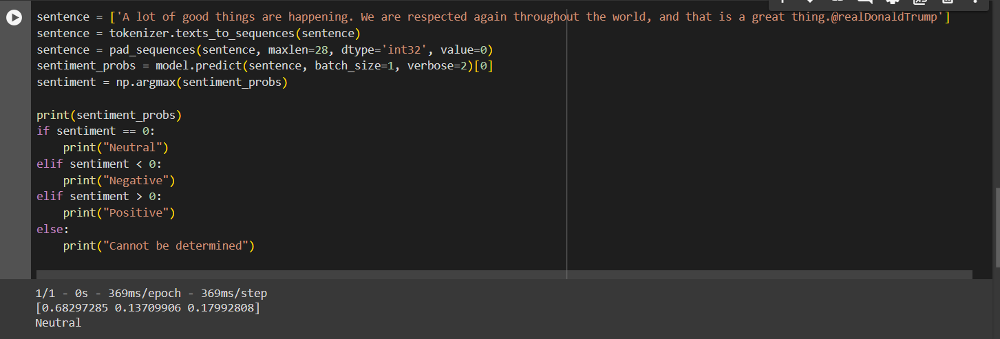 sentence = ['A lot of good things are happening. We are respected again throughout the world, and that is a great thing.@realDonaldTrump']
sentence = tokenizer.texts_to_sequences(sentence)
sentence = pad_sequences(sentence, maxlen=28, dtype='int32', value=0)
sentiment_probs = model.predict(sentence, batch_size=1, verbose=2)[0]
sentiment = np.argmax(sentiment_probs)
print(sentiment_probs)
if sentiment == 0:
    print("Neutral")
elif sentiment < 0:
    print("Negative")
elif sentiment > 0:
    print("Positive")
else:
    print("Cannot be determined")
1/1 - 0s - 369ms/epoch - 369ms/step
[0.68297285 0.13709906 0.17992808]
Neutral